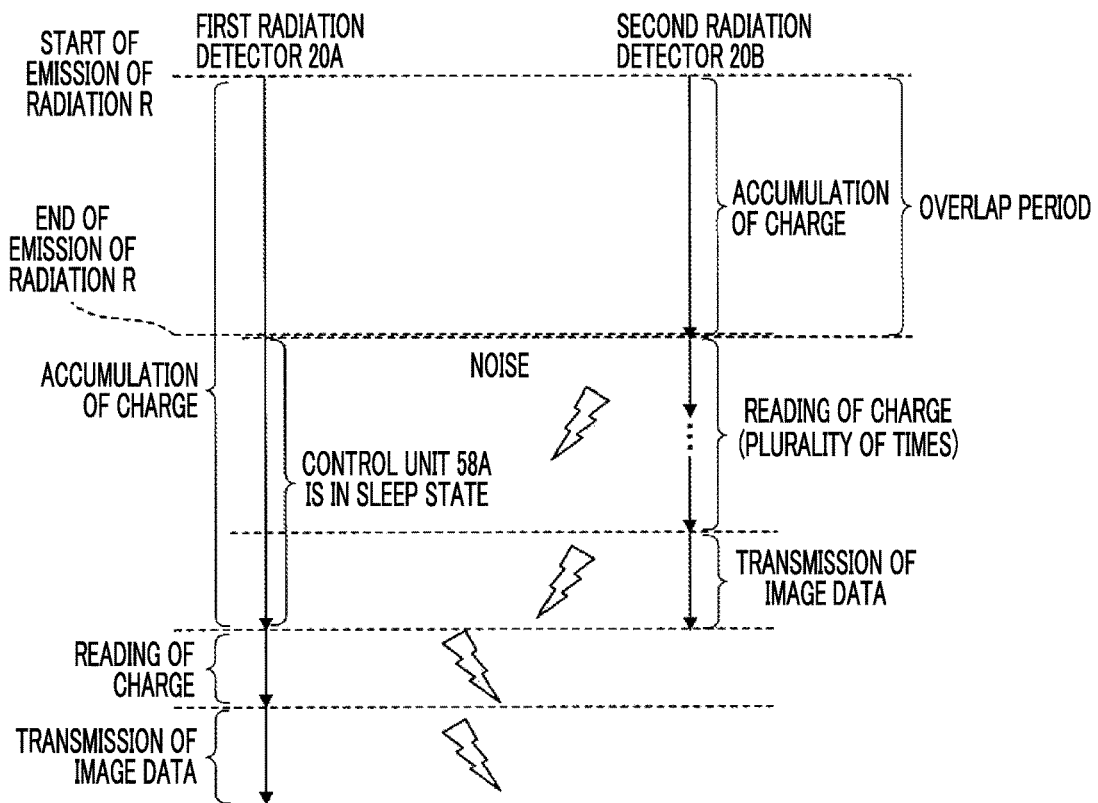 FIRST RADIATION
DETECTOR 20A
SECOND RADIATION
DETECTOR 20B
START OF
EMISSION OF
RADIATION R
ACCUMULATION
OF CHARGE
OVERLAP PERIOD
END OF
EMISSION OF
RADIATION R
NOISE
ACCUMULATION
OF CHARGE
READING OF CHARGE
(PLURALITY OF TIMES)
CONTROL UNIT 58A
IS IN SLEEP STATE
TRANSMISSION OF
IMAGE DATA
READING OF
CHARGE
TRANSMISSION OF
IMAGE DATA